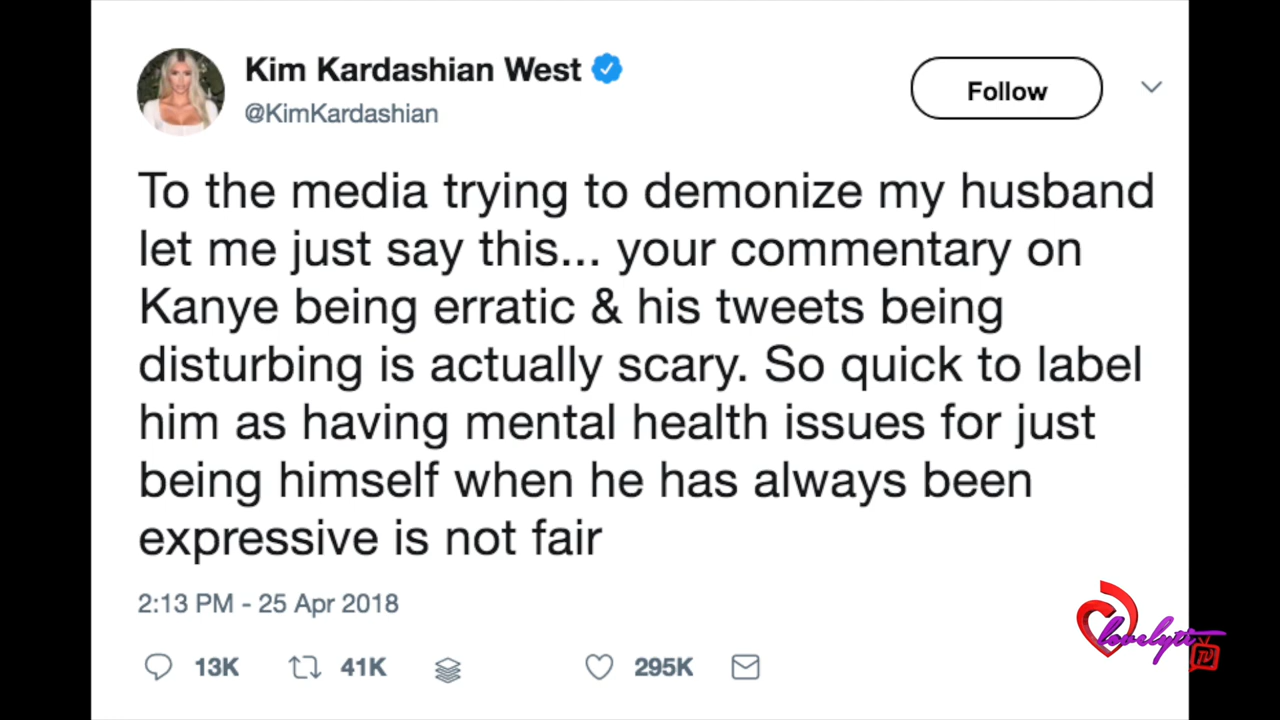 Kim Kardashian West
@KimKardashian
Follow
To the media trying to demonize my husband
let me just say this... your commentary on
Kanye being erratic & his tweets being
disturbing is actually scary. So quick to label
him as having mental health issues for just
being himself when he has always been
expressive is not fair
2:13 PM - 25 Apr 2018
13K 41K 295K
lovelyti
TV